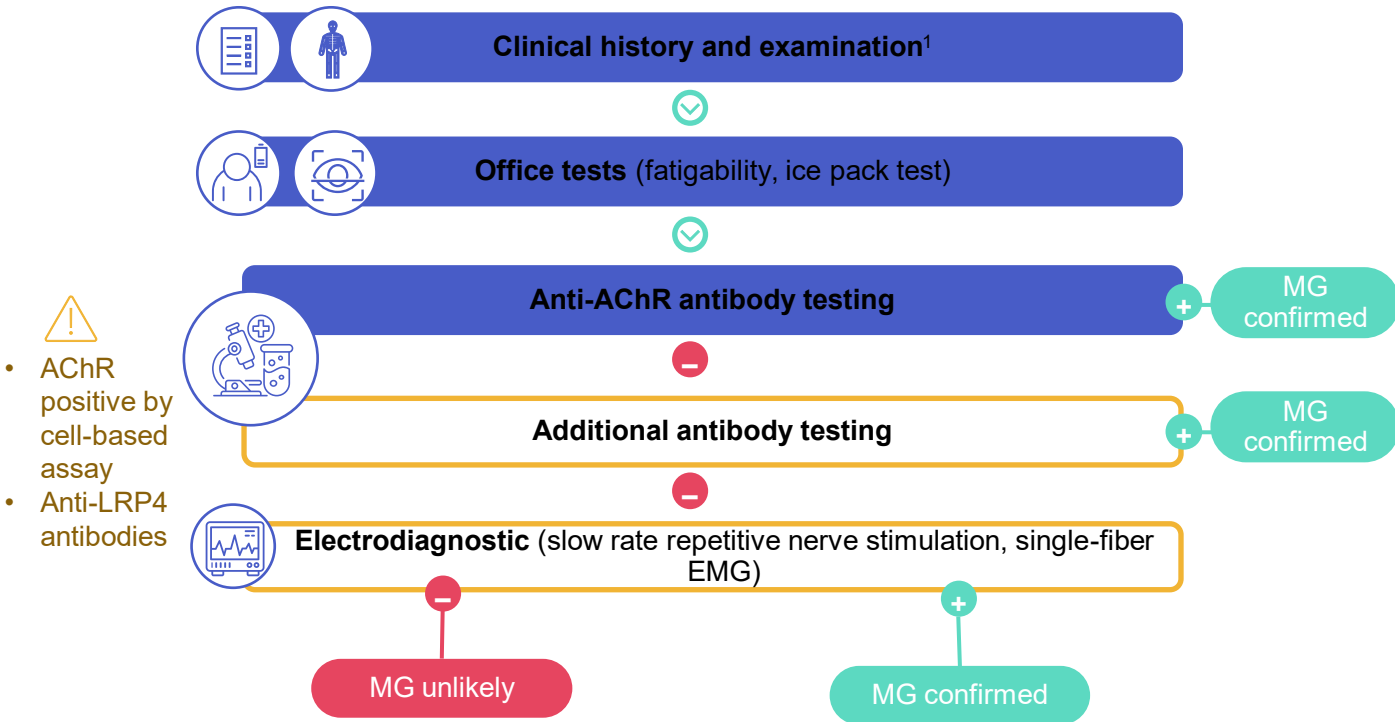 Clinical history and examination¹
Office tests (fatigability, ice pack test)
Anti-AChR antibody testing
+
MG
confirmed
–
• AChR
positive by
cell-based
assay
• Anti-LRP4
antibodies
Additional antibody testing
+
MG
confirmed
–
Electrodiagnostic (slow rate repetitive nerve stimulation, single-fiber
EMG)
–
+
MG unlikely
MG confirmed